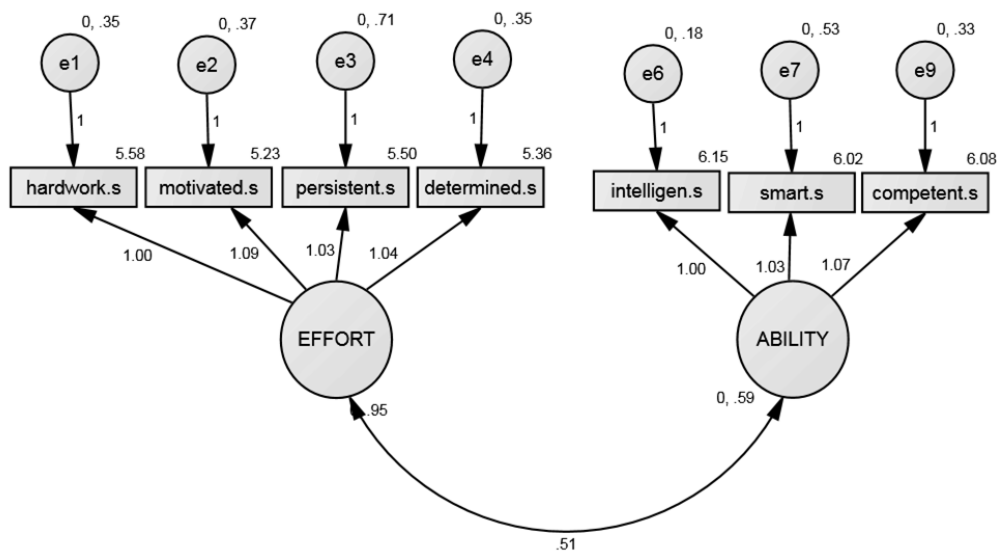 0, .35
0, .37
0, .71
0, .35
0, .18
0, .53
0, .33
e1
e2
e3
e4
e6
e7
e9
1
1
1
1
1
1
1
5.58
5.23
5.50
5.36
6.15
6.02
6.08
hardwork.s
motivated.s
persistent.s
determined.s
intelligen.s
smart.s
competent.s
1.00
1.09
1.03
1.04
1.00
1.03
1.07
EFFORT
ABILITY
.95
0, .59
.51